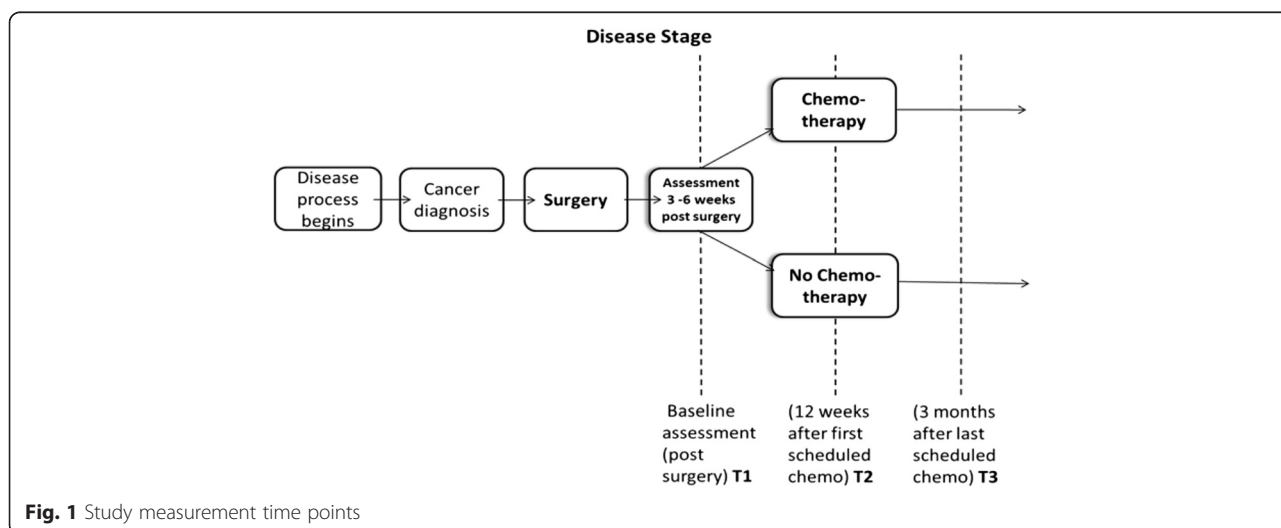 Disease Stage
Chemo-
therapy
Disease
process
begins
Cancer
diagnosis
Surgery
Assessment
3 -6 weeks
post surgery
No Chemo-
therapy
Baseline
assessment
(post
surgery) T1
(12 weeks
after first
scheduled
chemo) T2
(3 months
after last
scheduled
chemo) T3
Fig. 1 Study measurement time points